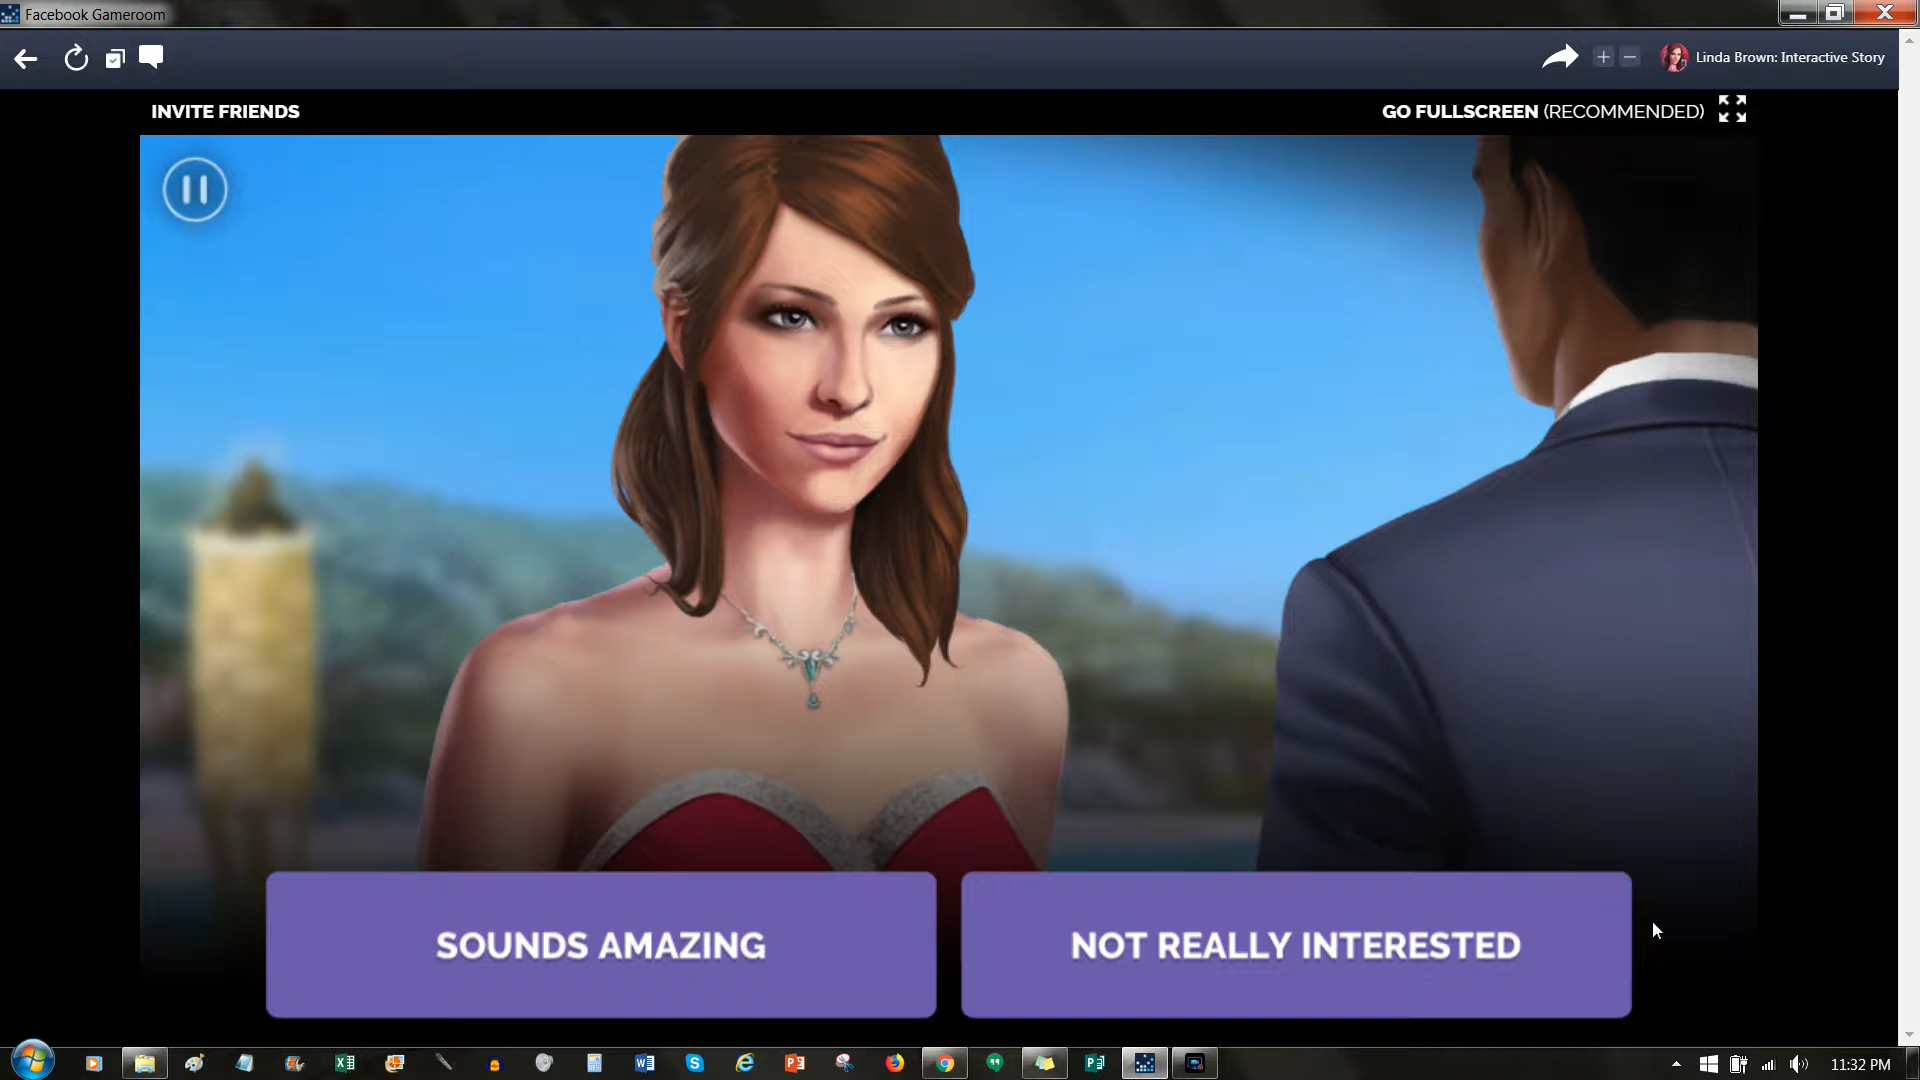 Facebook Gameroom
Linda Brown: Interactive Story
INVITE FRIENDS
GO FULLSCREEN (RECOMMENDED)
SOUNDS AMAZING
NOT REALLY INTERESTED
11:32 PM